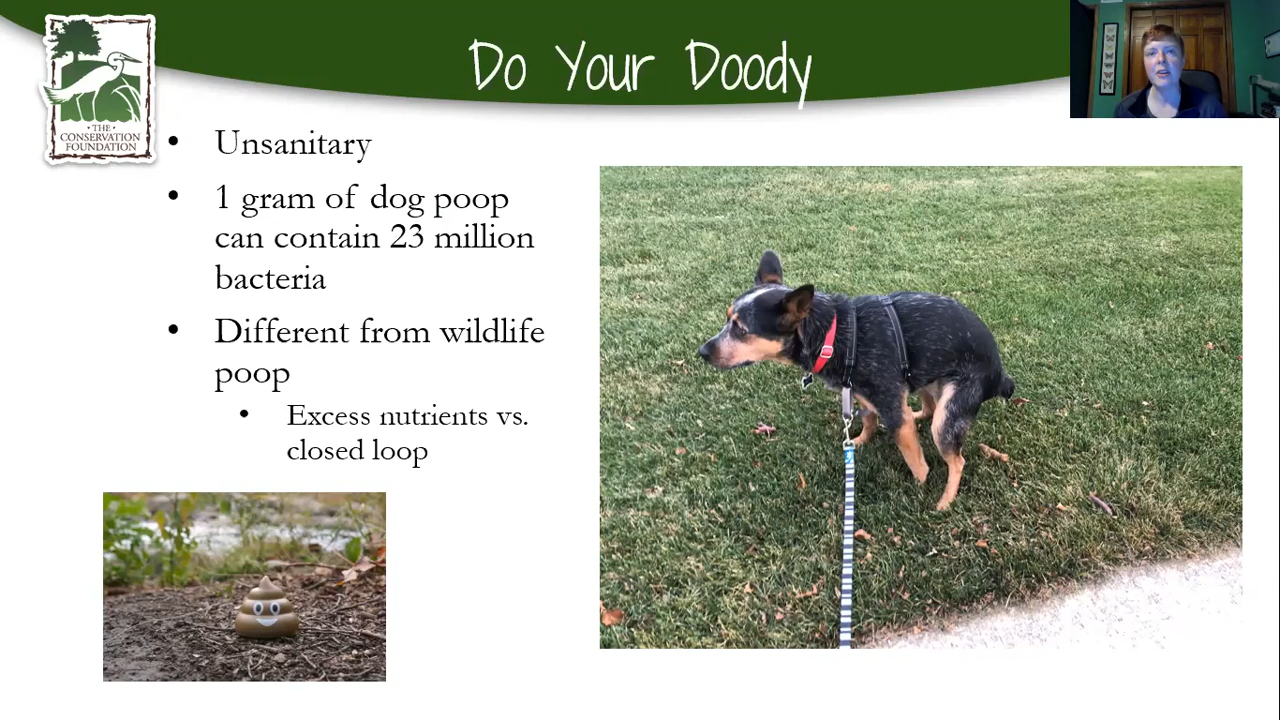 Do Your Doody
• THE •
CONSERVATION
FOUNDATION
• Unsanitary
• 1 gram of dog poop
can contain 23 million
bacteria
• Different from wildlife
poop
• Excess nutrients vs.
closed loop